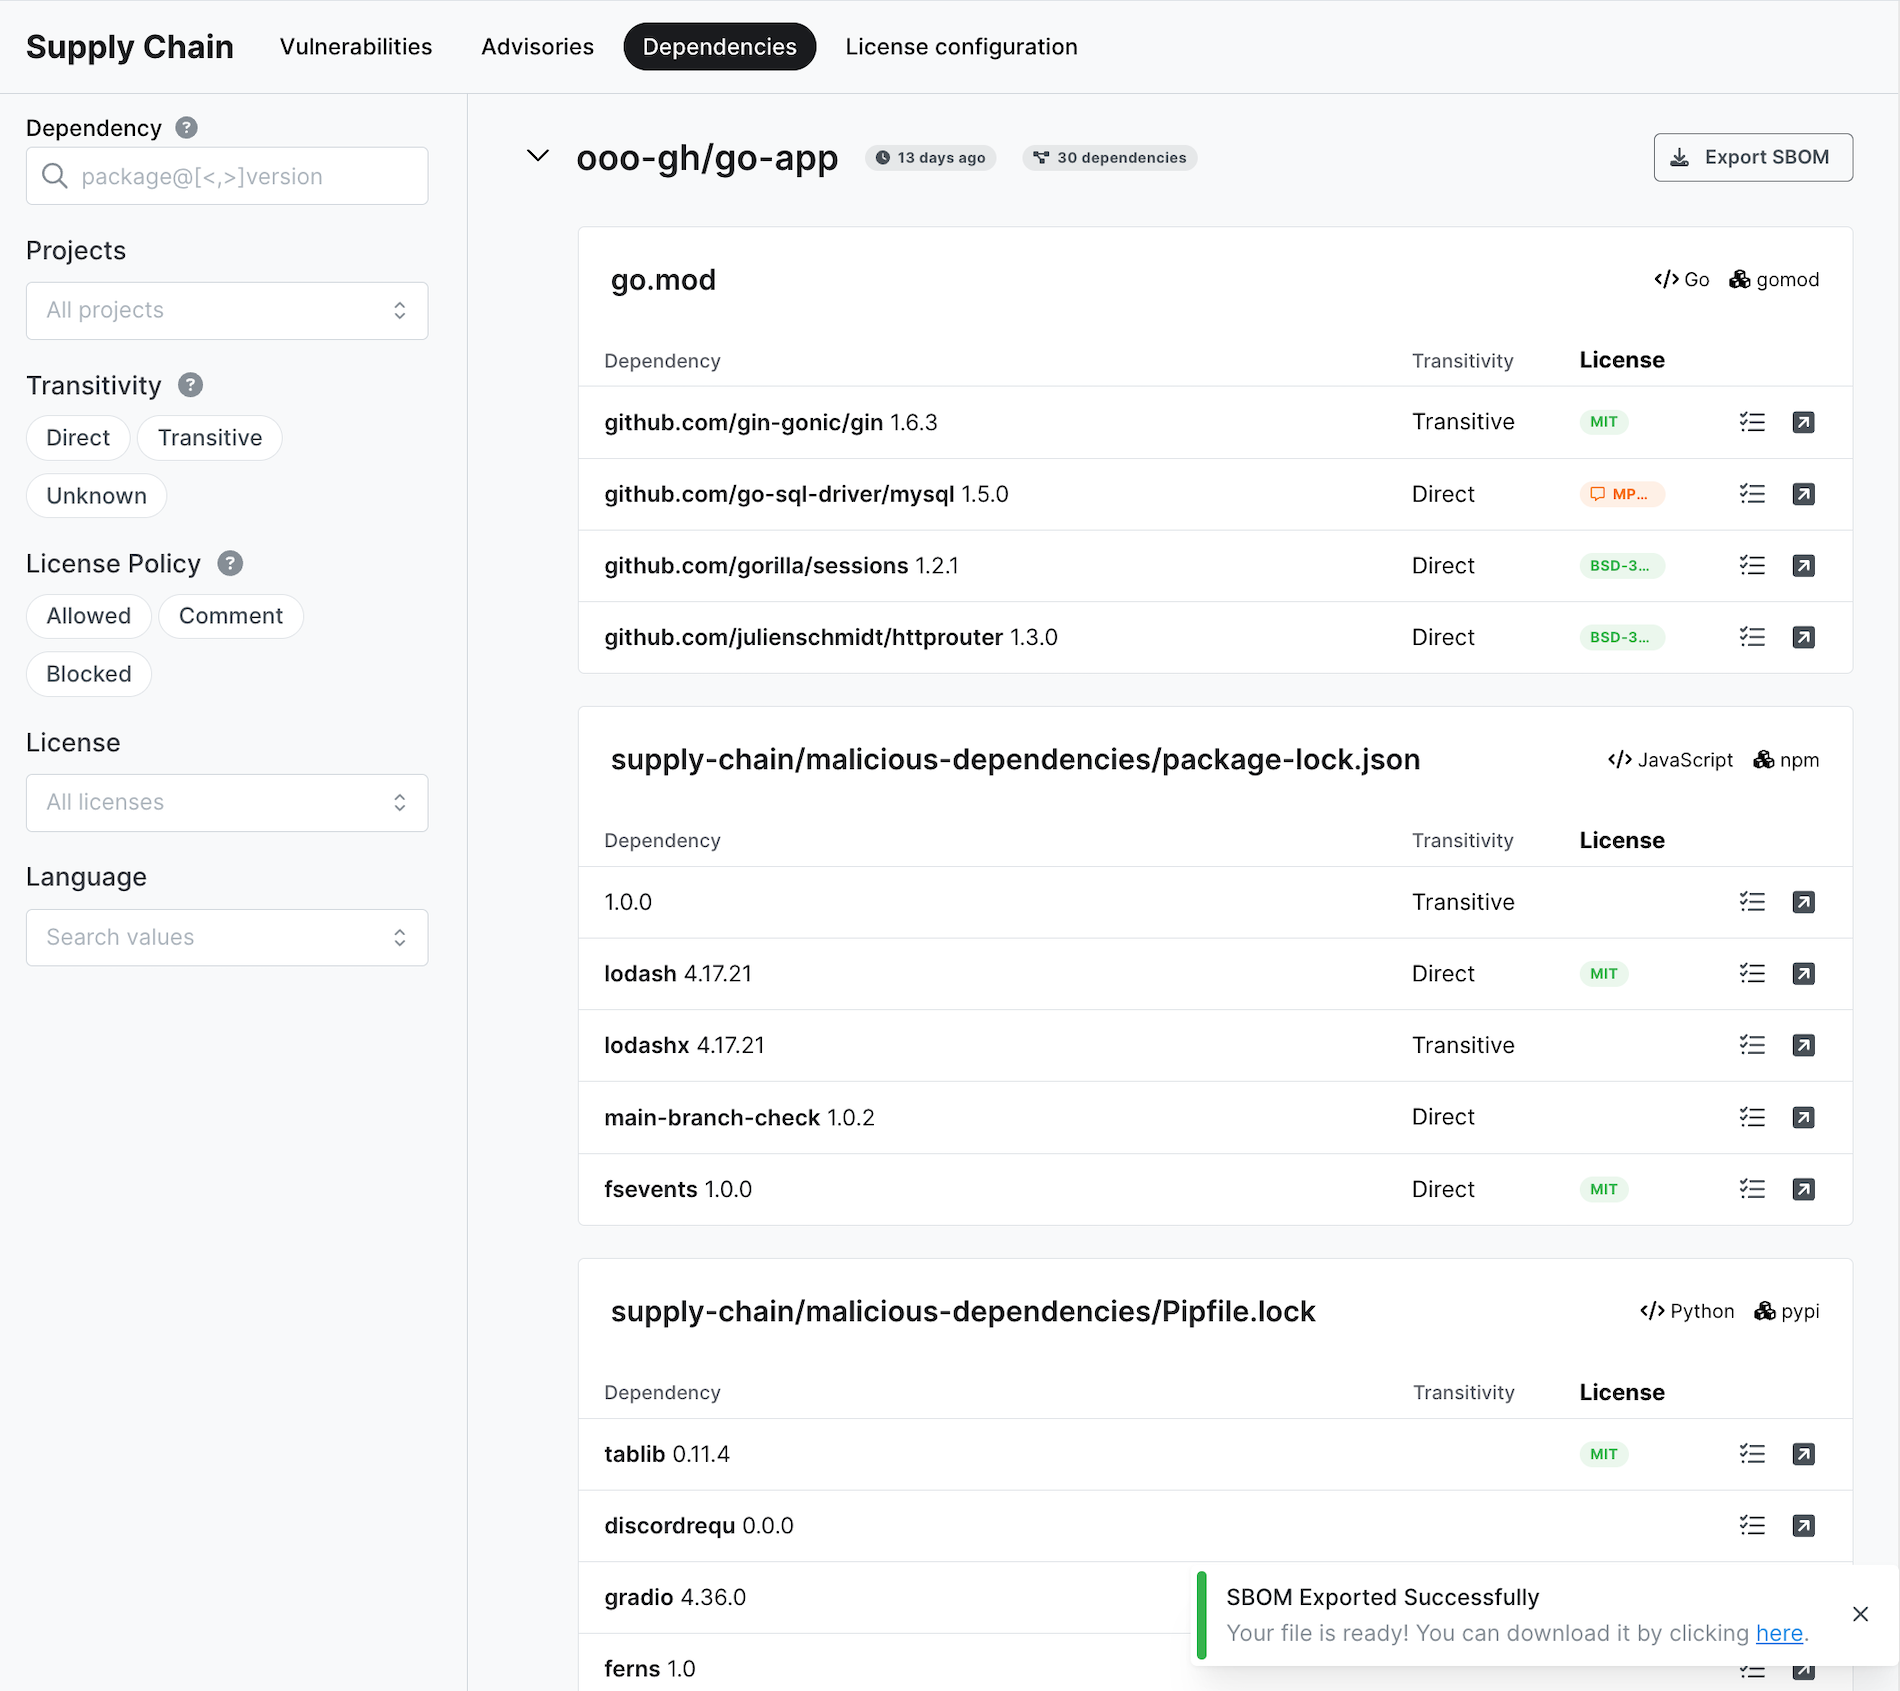 Supply Chain
Vulnerabilities
Advisories
Dependencies
License configuration
Dependency ?
package@[<,>]version
Projects
All projects
Transitivity ?
Direct
Transitive
Unknown
License Policy ?
Allowed
Comment
Blocked
License
All licenses
Language
Search values
ooo-gh/go-app
13 days ago
30 dependencies
Export SBOM
go.mod
</> Go
gomod
Dependency Transitivity License
github.com/gin-gonic/gin 1.6.3 Transitive MIT
github.com/go-sql-driver/mysql 1.5.0 Direct MP...
github.com/gorilla/sessions 1.2.1 Direct BSD-3...
github.com/julienschmidt/httprouter 1.3.0 Direct BSD-3...
supply-chain/malicious-dependencies/package-lock.json
</> JavaScript
npm
Dependency Transitivity License
1.0.0 Transitive
lodash 4.17.21 Direct MIT
lodashx 4.17.21 Transitive
main-branch-check 1.0.2 Direct
fsevents 1.0.0 Direct MIT
supply-chain/malicious-dependencies/Pipfile.lock
</> Python
pypi
Dependency Transitivity License
tablib 0.11.4 MIT
discordrequ 0.0.0
gradio 4.36.0
ferns 1.0
SBOM Exported Successfully
Your file is ready! You can download it by clicking here.